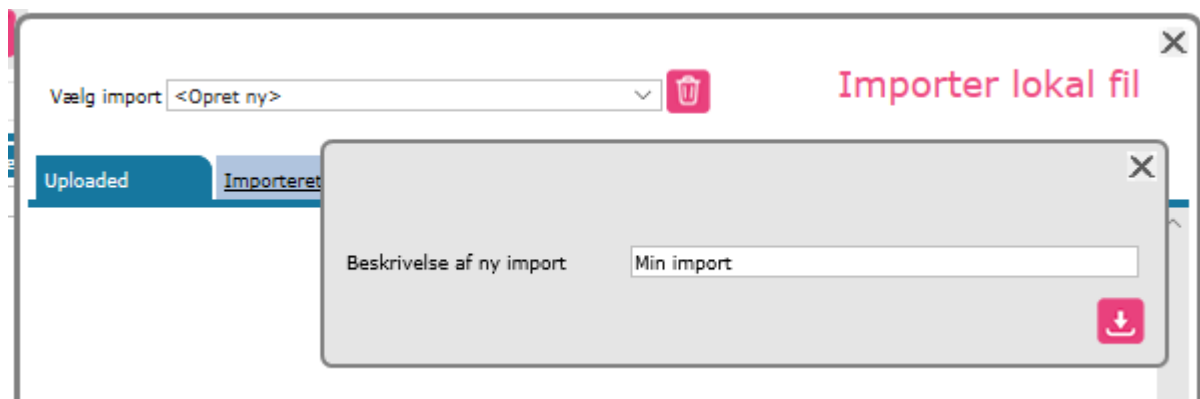 Importer lokal fil
Vælg import <Opret ny>
Uploaded Importeret
Beskrivelse af ny import Min import